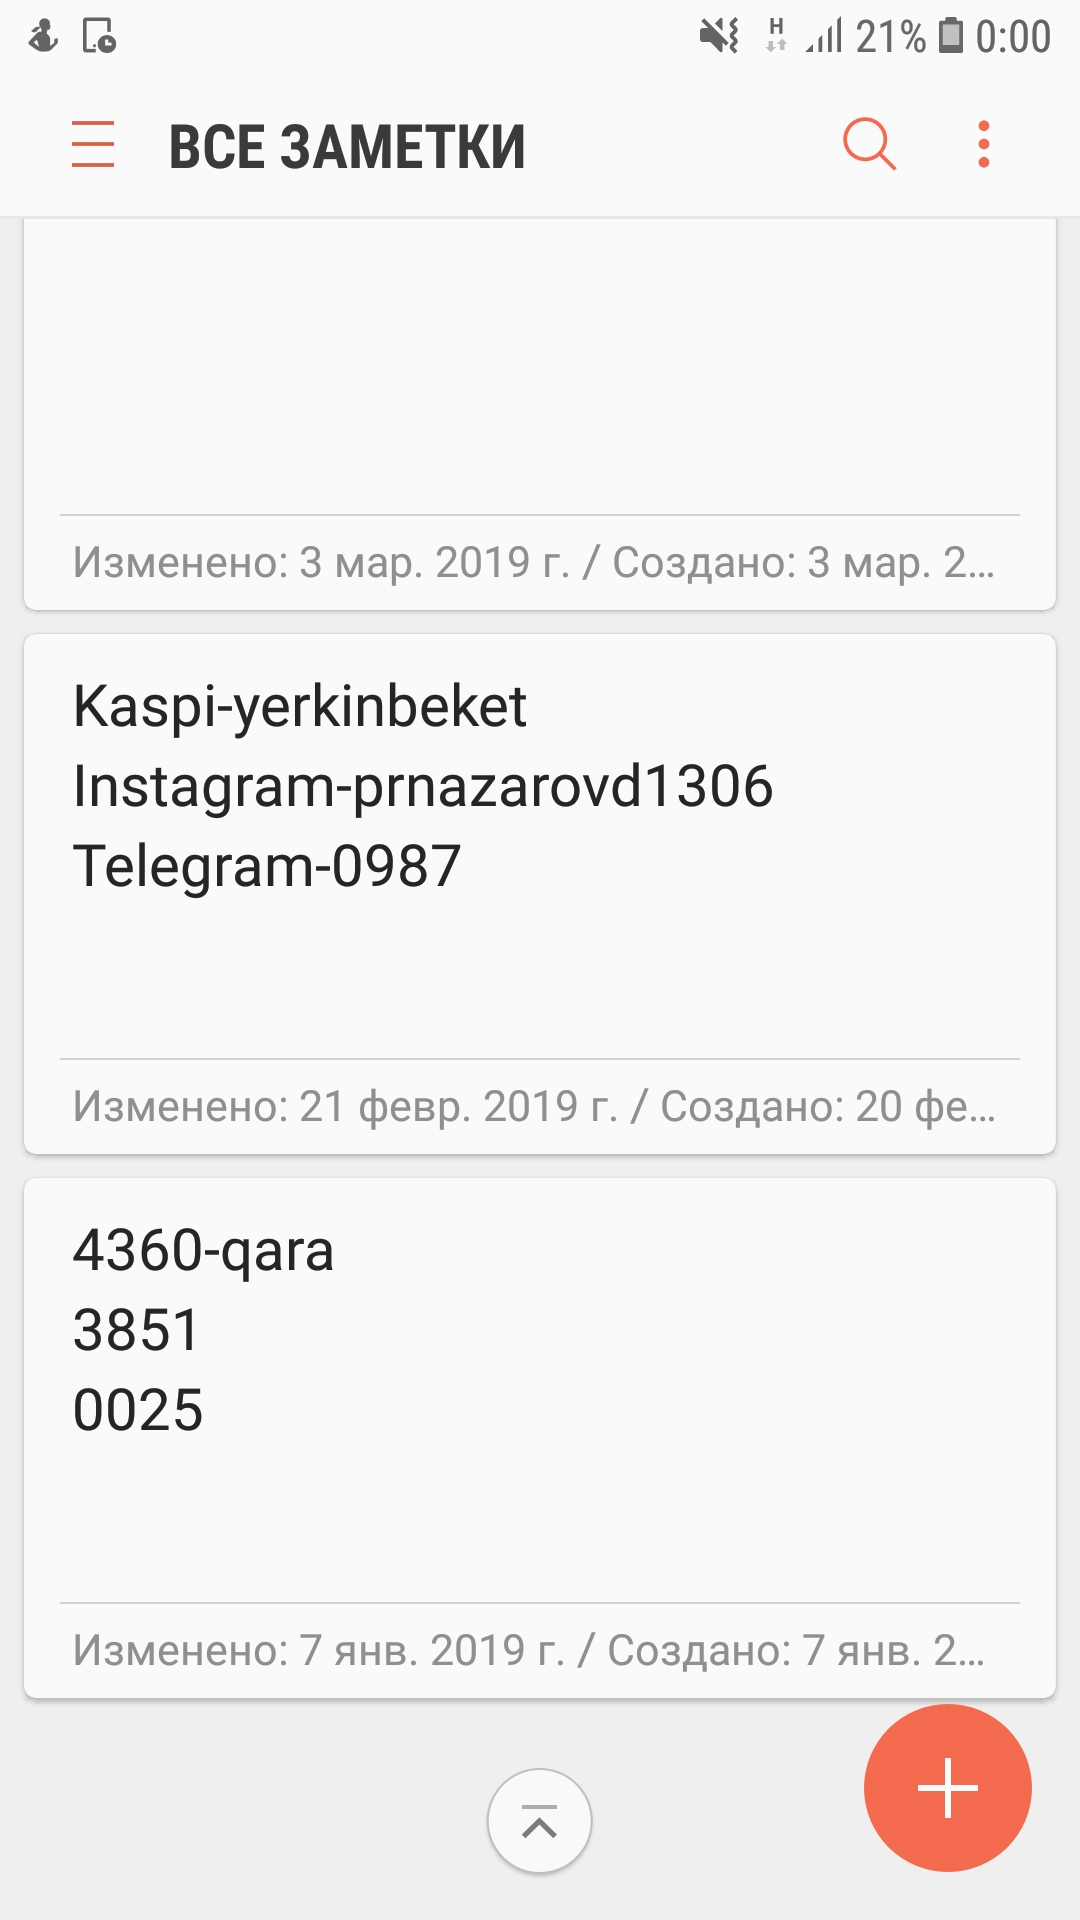 H 21% 0:00
ВСЕ ЗАМЕТКИ
Изменено: 3 мар. 2019 г. / Создано: 3 мар. 2...
Kaspi-yerkinbeket
Instagram-prnazarovd1306
Telegram-0987
Изменено: 21 февр. 2019 г. / Создано: 20 фе...
4360-qara
3851
0025
Изменено: 7 янв. 2019 г. / Создано: 7 янв. 2...